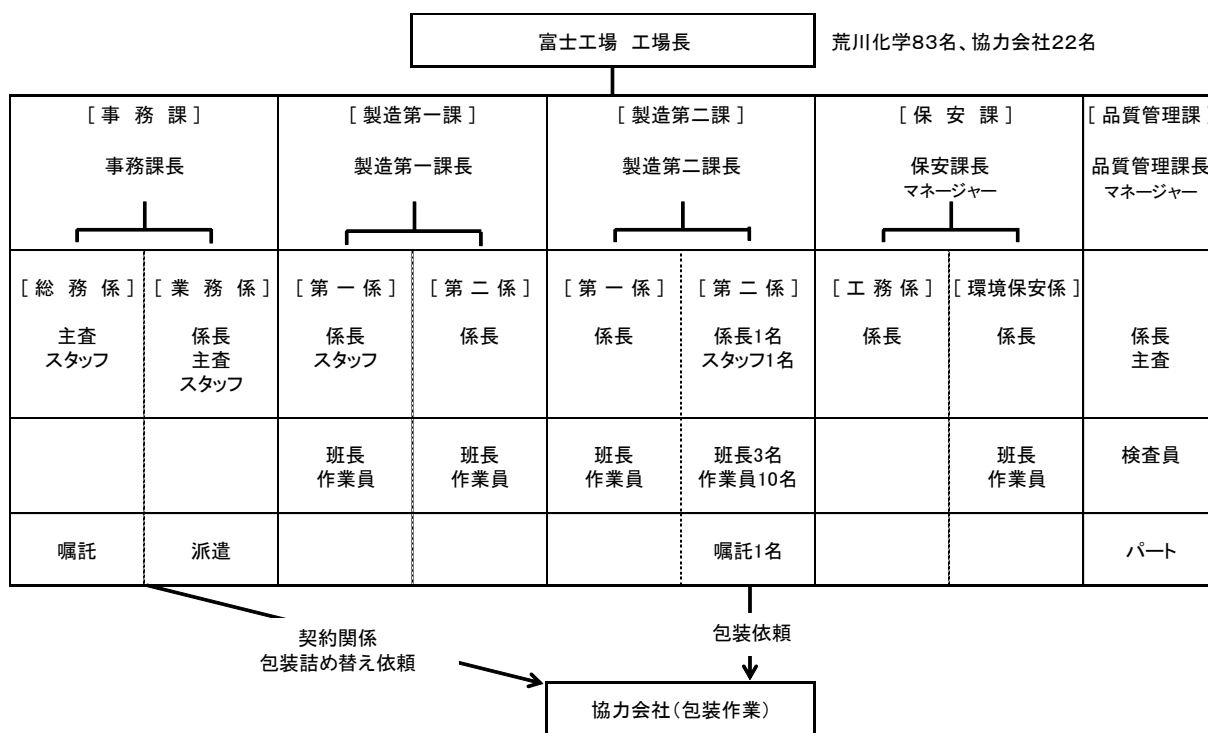 富士工場 工場長
荒川化学83名、協力会社22名
[ 事 務 課 ]
事務課長
[ 製造第一課 ]
製造第一課長
[ 製造第二課 ]
製造第二課長
[ 保 安 課 ]
保安課長
マネージャー
[ 品質管理課 ]
品質管理課長
マネージャー
[ 総 務 係 ]
主査
スタッフ
[ 業 務 係 ]
係長
主査
スタッフ
[ 第 一 係 ]
係長
スタッフ
[ 第 二 係 ]
係長
[ 第 一 係 ]
係長
[ 第 二 係 ]
係長1名
スタッフ1名
[ 工 務 係 ]
係長
[ 環境保安係 ]
係長
係長
主査
班長
作業員
班長
作業員
班長
作業員
班長3名
作業員10名
班長
作業員
検査員
嘱託
派遣
嘱託1名
パート
契約関係
包装詰め替え依頼
包装依頼
協力会社(包装作業)